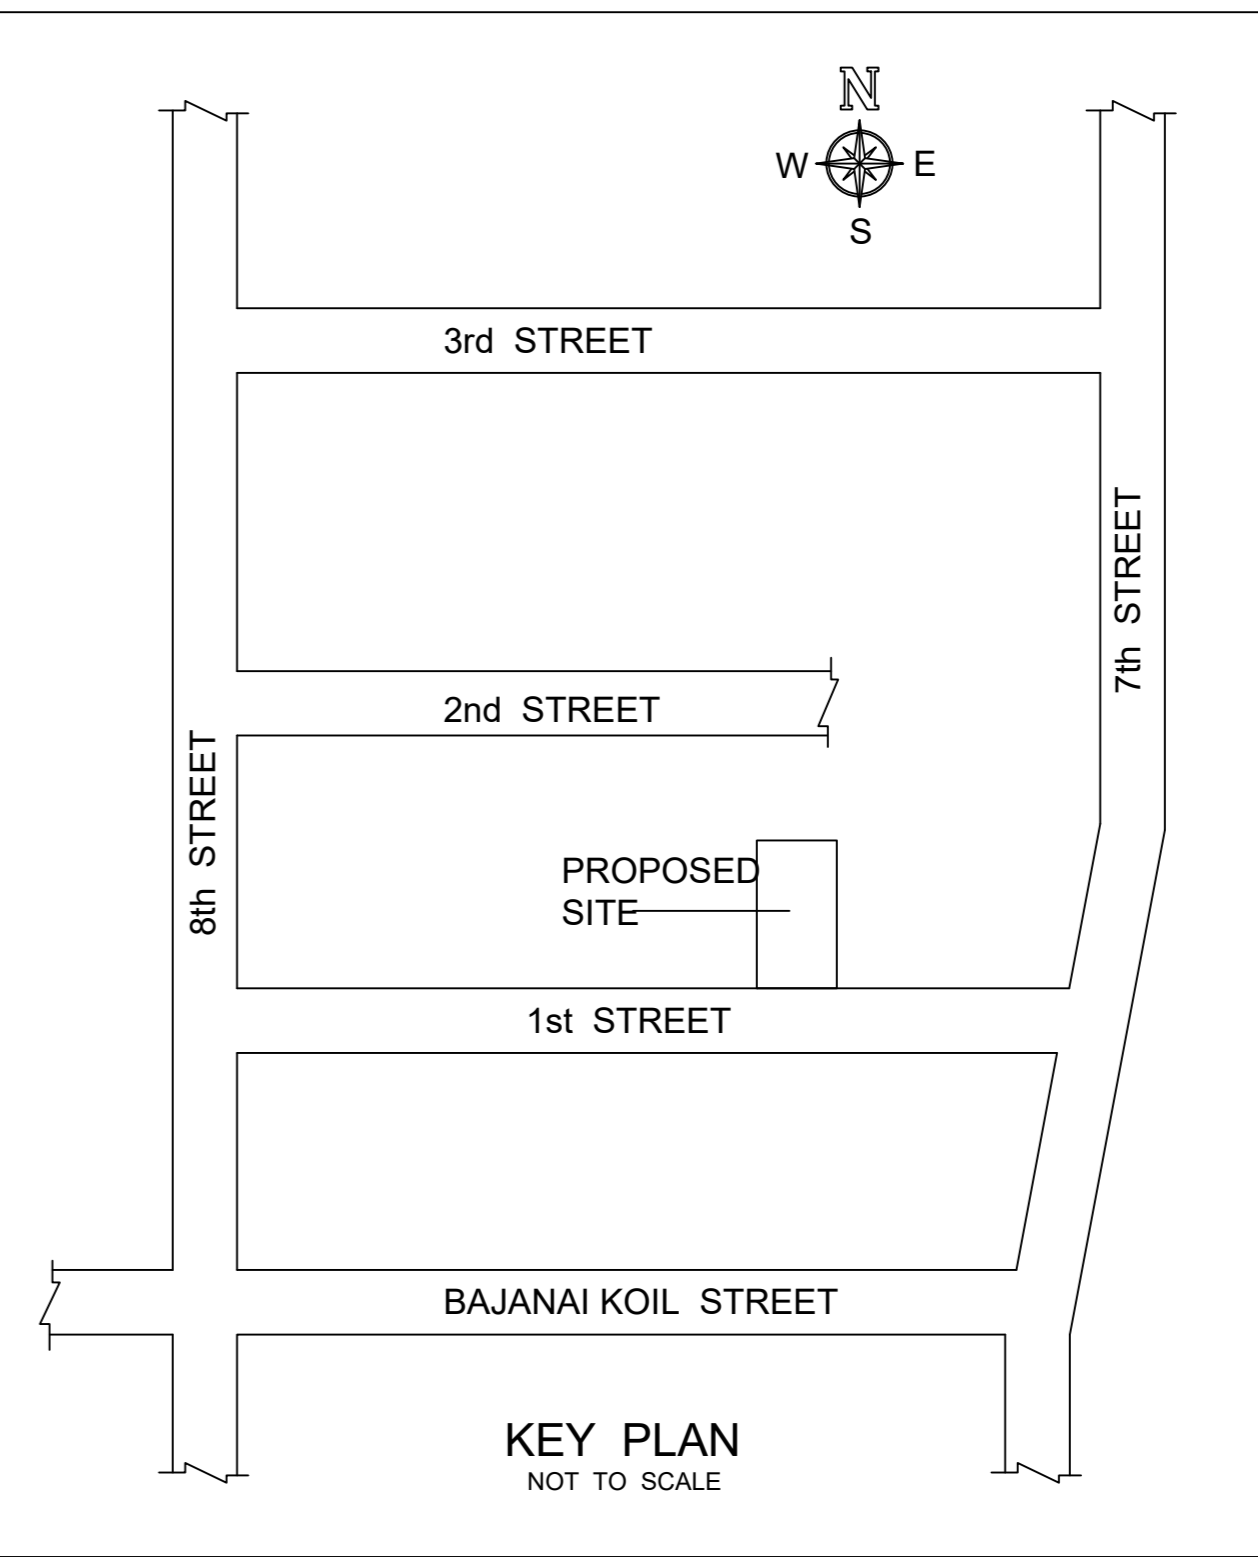 N
W E
S
3rd STREET
7th STREET
2nd STREET
8th STREET
PROPOSED
SITE
1st STREET
BAJANAI KOIL STREET
KEY PLAN
NOT TO SCALE